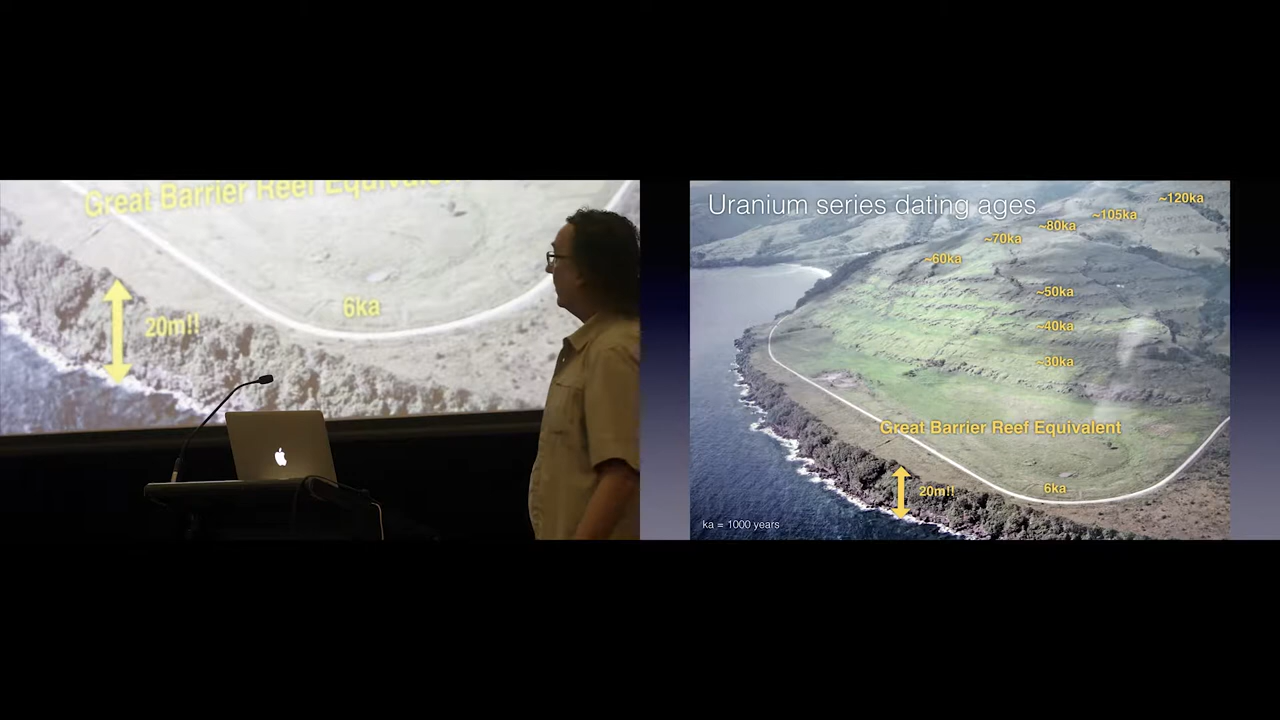 Great Barrier Reef Equivale
6ka
20m!!
Uranium series dating ages
~120ka
~105ka
~80ka
~70ka
~60ka
~50ka
~40ka
~30ka
Great Barrier Reef Equivalent
6ka
20m!!
ka = 1000 years